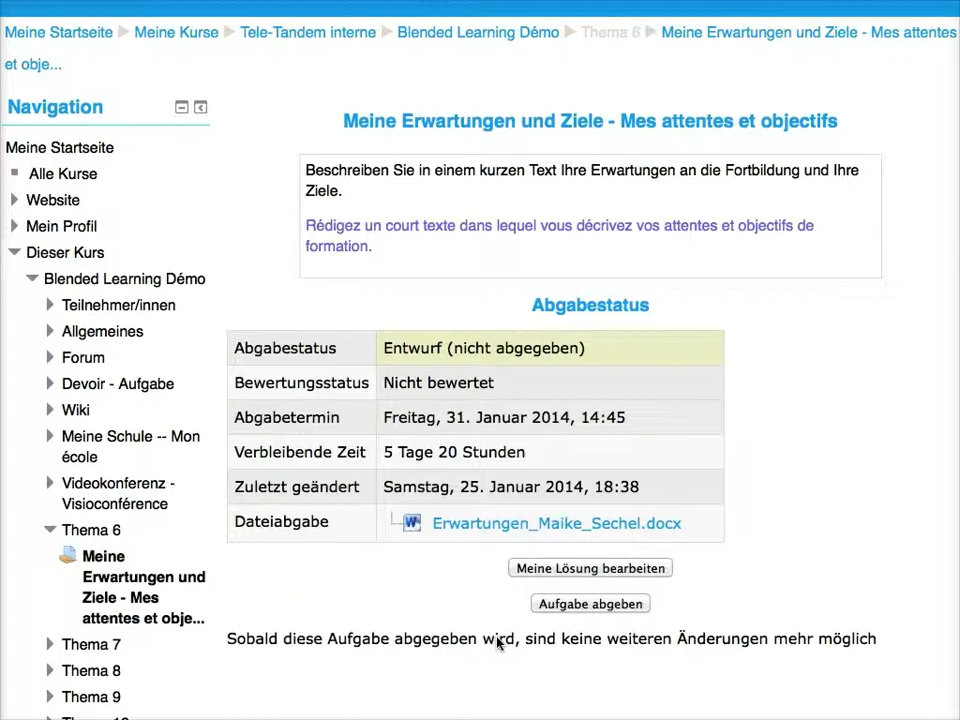 Meine Startseite Meine Kurse Tele-Tandem interne Blended Learning Démo Thema 6 Meine Erwartungen und Ziele - Mes attentes
et obje...
Navigation
Meine Startseite
Alle Kurse
Website
Mein Profil
Dieser Kurs
Blended Learning Démo
Teilnehmer/innen
Allgemeines
Forum
Devoir - Aufgabe
Wiki
Meine Schule -- Mon
école
Videokonferenz -
Visioconférence
Thema 6
Meine
Erwartungen und
Ziele - Mes
attentes et obje...
Thema 7
Thema 8
Thema 9
Meine Erwartungen und Ziele - Mes attentes et objectifs
Beschreiben Sie in einem kurzen Text Ihre Erwartungen an die Fortbildung und Ihre
Ziele.
Rédigez un court texte dans lequel vous décrivez vos attentes et objectifs de
formation.
Abgabestatus
Abgabestatus Entwurf (nicht abgegeben)
Bewertungsstatus Nicht bewertet
Abgabetermin Freitag, 31. Januar 2014, 14:45
Verbleibende Zeit 5 Tage 20 Stunden
Zuletzt geändert Samstag, 25. Januar 2014, 18:38
Dateiabgabe Erwartungen_Maike_Sechel.docx
Meine Lösung bearbeiten
Aufgabe abgeben
Sobald diese Aufgabe abgegeben wird, sind keine weiteren Änderungen mehr möglich